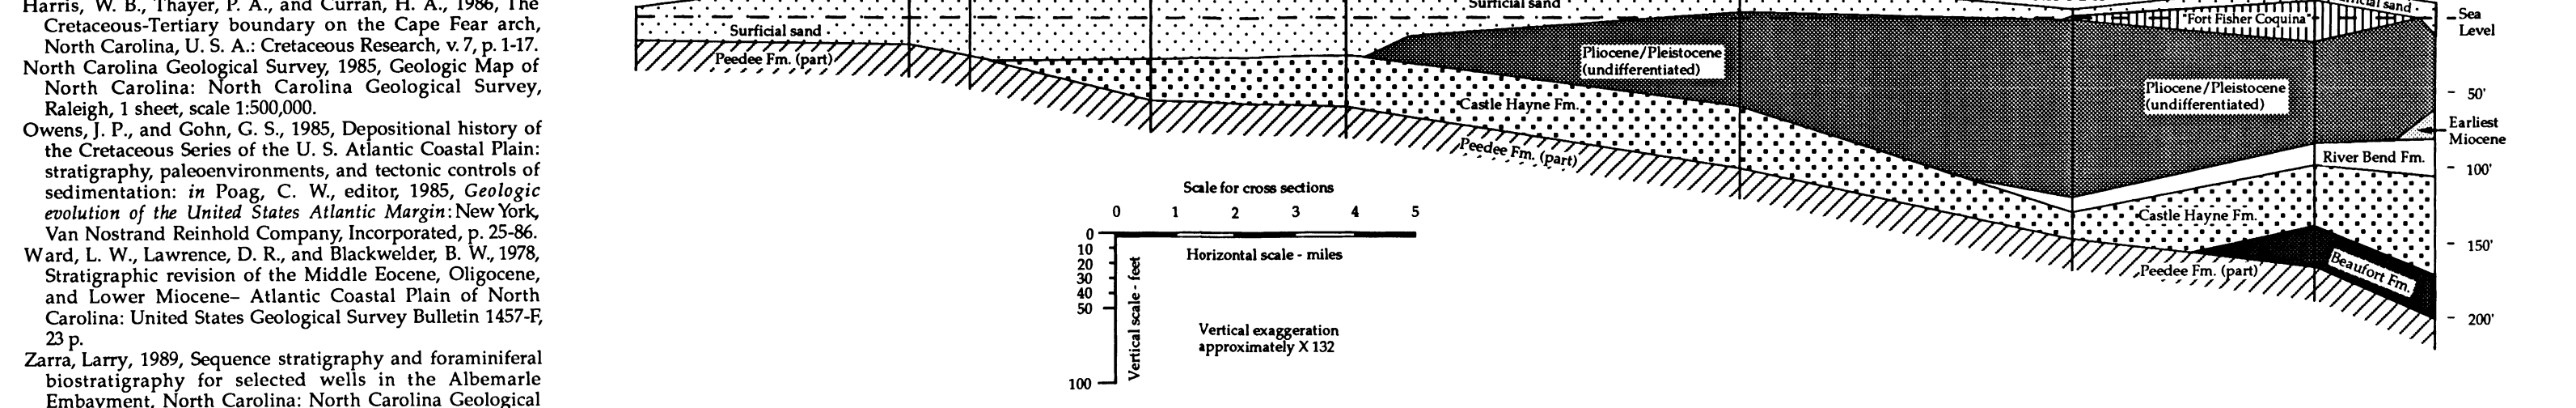 Harris, W. B., Thayer, P. A., and Curran, H. A., 1986, The
Cretaceous-Tertiary boundary on the Cape Fear arch,
North Carolina, U. S. A.: Cretaceous Research, v. 7, p. 1-17.
North Carolina Geological Survey, 1985, Geologic Map of
North Carolina: North Carolina Geological Survey,
Raleigh, 1 sheet, scale 1:500,000.
Owens, J. P., and Gohn, G. S., 1985, Depositional history of
the Cretaceous Series of the U. S. Atlantic Coastal Plain:
stratigraphy, paleoenvironments, and tectonic controls of
sedimentation: in Poag, C. W., editor, 1985, Geologic
evolution of the United States Atlantic Margin: New York,
Van Nostrand Reinhold Company, Incorporated, p. 25-86.
Ward, L. W., Lawrence, D. R., and Blackwelder, B. W., 1978,
Stratigraphic revision of the Middle Eocene, Oligocene,
and Lower Miocene– Atlantic Coastal Plain of North
Carolina: United States Geological Survey Bulletin 1457-F,
23 p.
Zarra, Larry, 1989, Sequence stratigraphy and foraminiferal
biostratigraphy for selected wells in the Albemarle
Embayment, North Carolina: North Carolina Geological
Surficial sand
Surficial sand
Peedee Fm. (part)
Pliocene/Pleistocene
(undifferentiated)
Castle Hayne Fm.
Peedee Fm. (part)
"Fort Fisher Coquina"
sand
Pliocene/Pleistocene
(undifferentiated)
River Bend Fm.
Castle Hayne Fm.
Peedee Fm. (part)
Beaufort Fm.
Sea
Level
50'
Earliest
Miocene
100'
150'
200'
Scale for cross sections
0 1 2 3 4 5
Horizontal scale - miles
0
10
20
30
40
50
100
Vertical scale - feet
Vertical exaggeration
approximately X 132